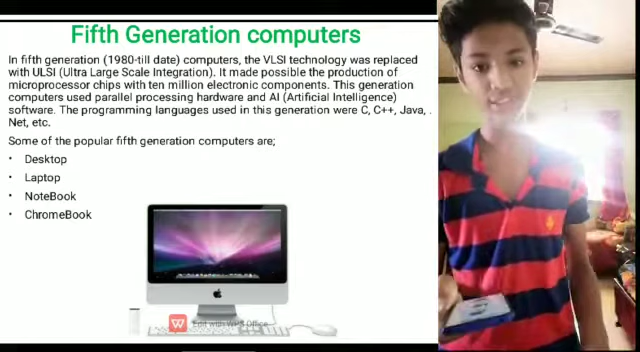 Fifth Generation computers
In fifth generation (1980-till date) computers, the VLSI technology was replaced
with ULSI (Ultra Large Scale Integration). It made possible the production of
microprocessor chips with ten million electronic components. This generation
computers used parallel processing hardware and AI (Artificial Intelligence)
software. The programming languages used in this generation were C, C++, Java, .
Net, etc.
Some of the popular fifth generation computers are;
• Desktop
• Laptop
• NoteBook
• ChromeBook
Edit with WPS Office